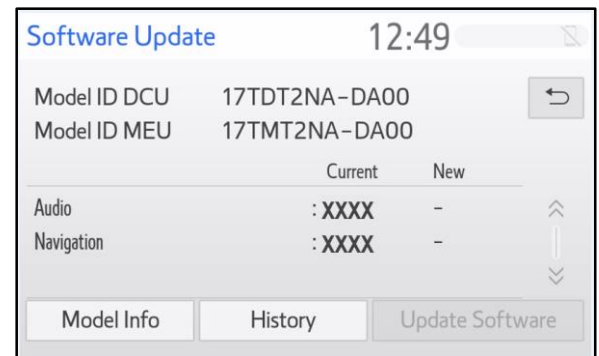 Software Update 12:49
Model ID DCU 17TDT2NA-DA00
Model ID MEU 17TMT2NA-DA00
Current New
Audio : XXXX -
Navigation : XXXX -
Model Info History Update Software